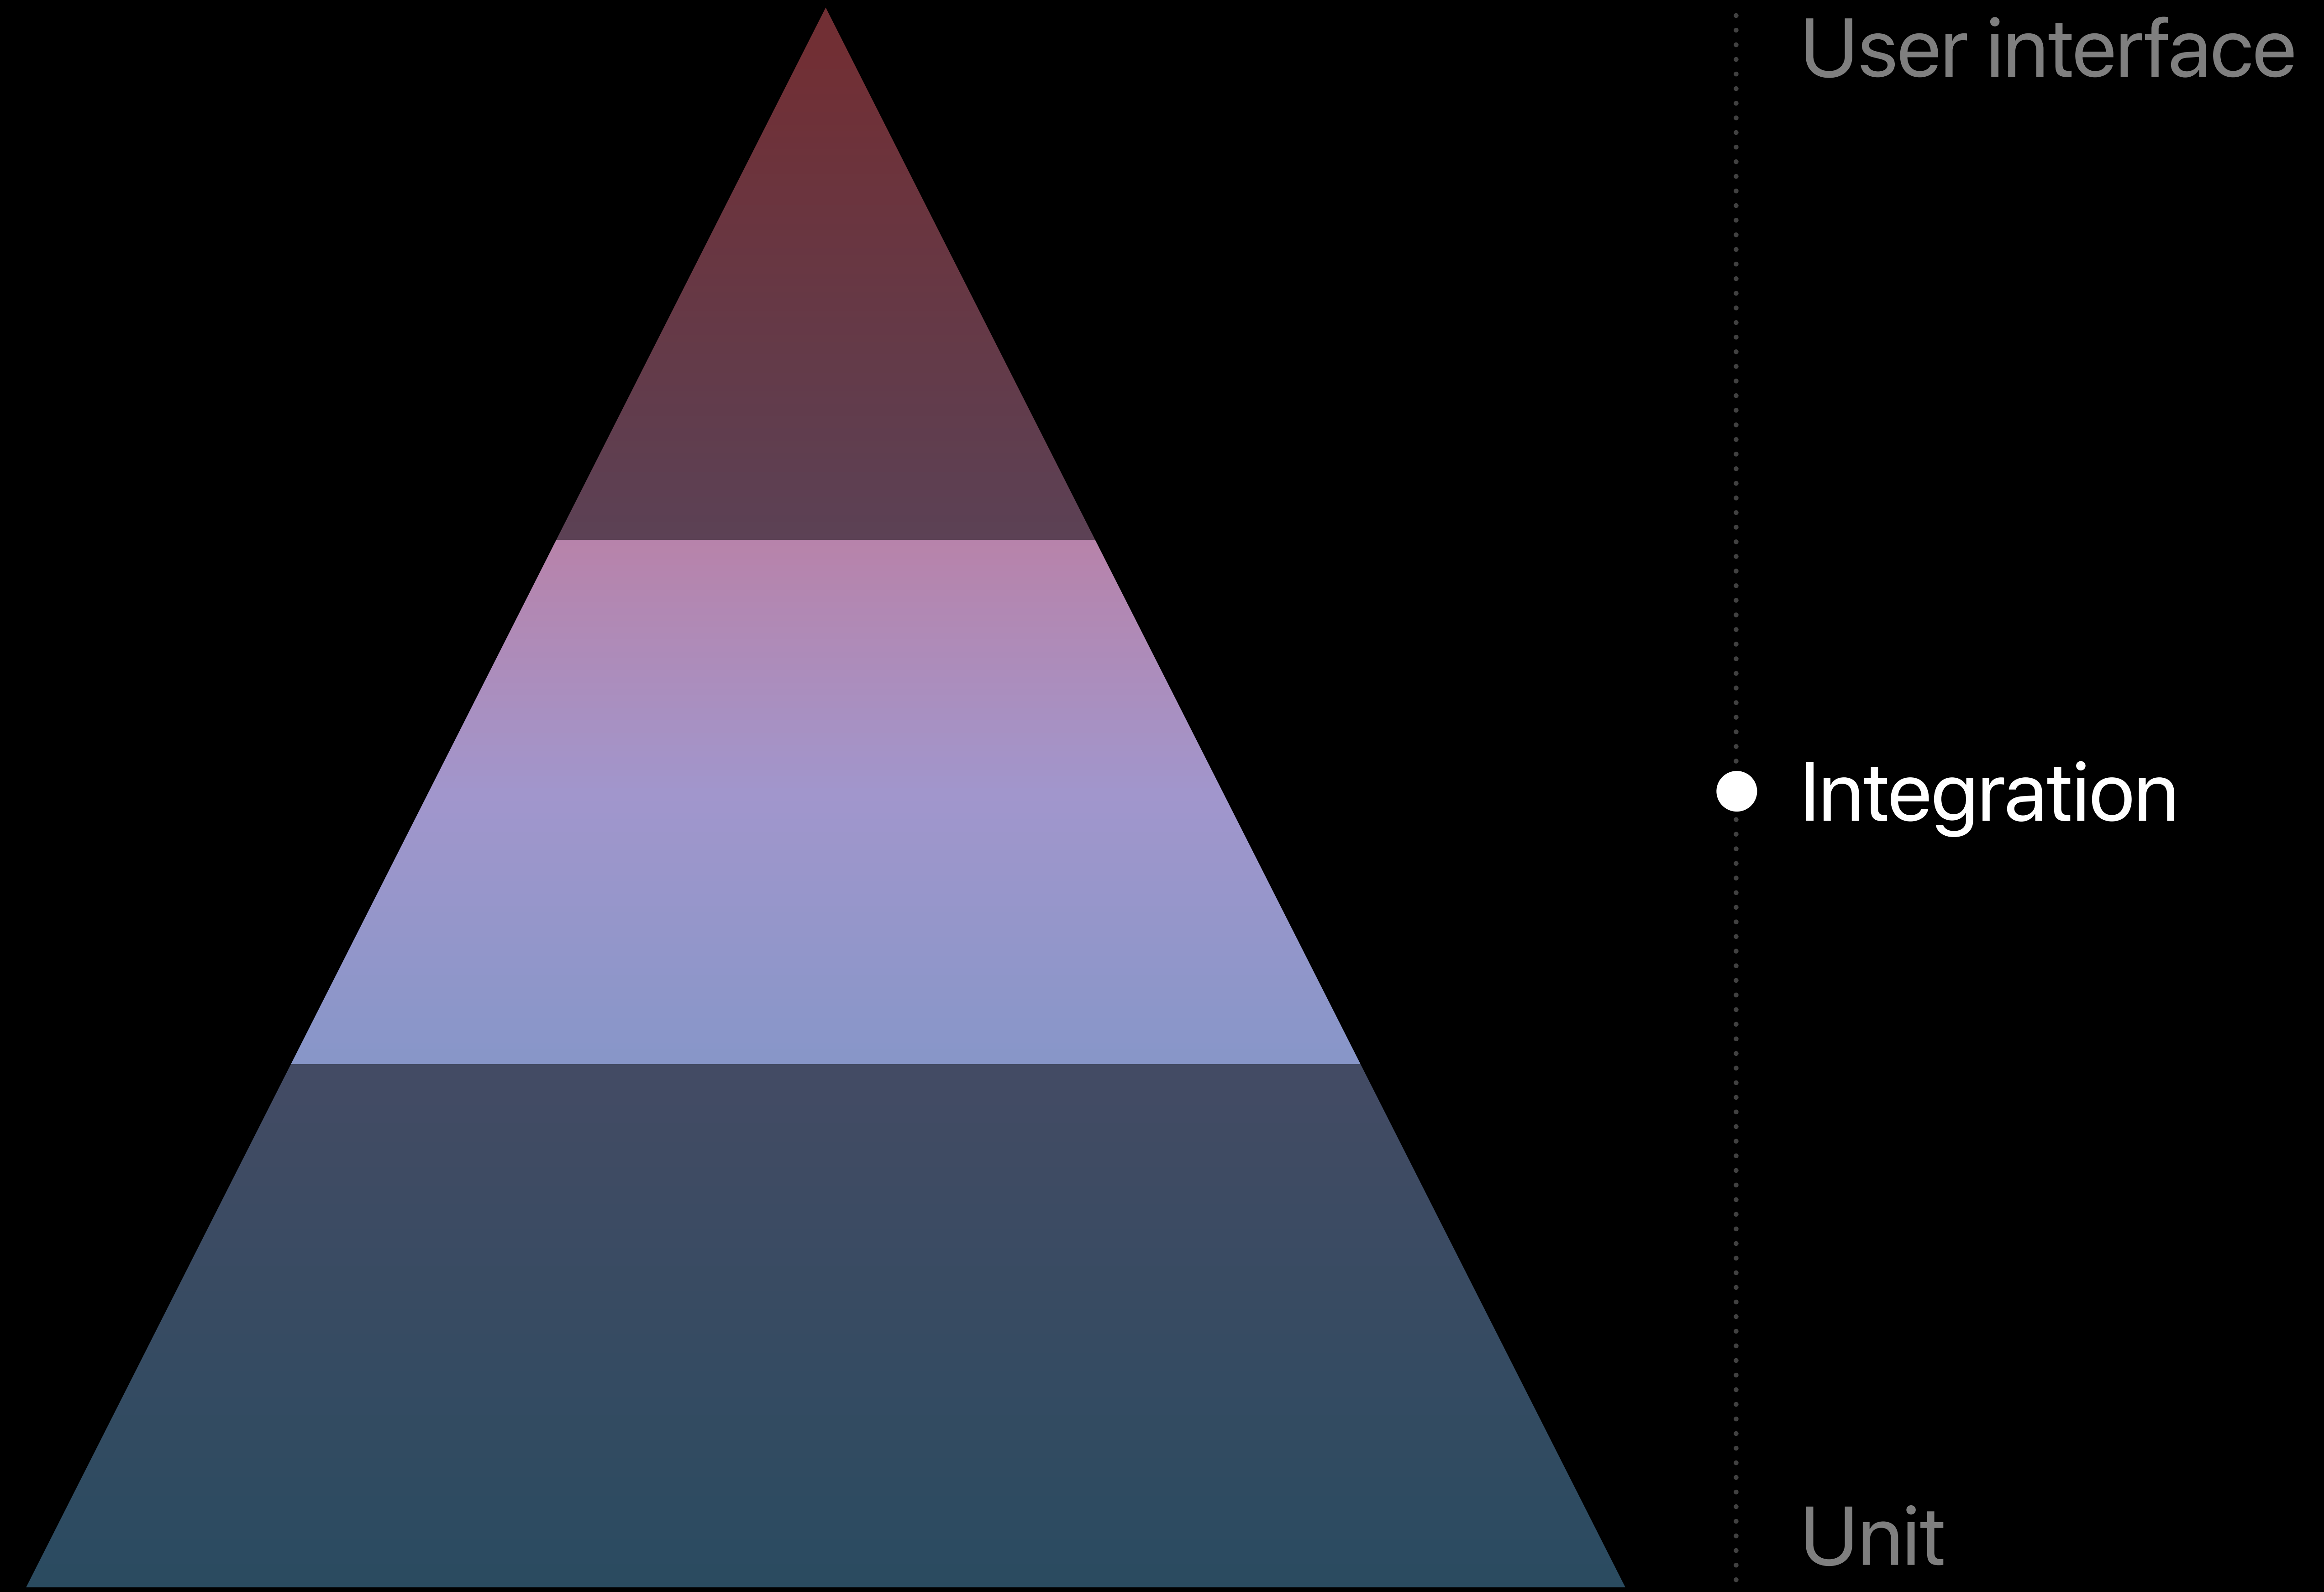 User interface
Integration
Unit